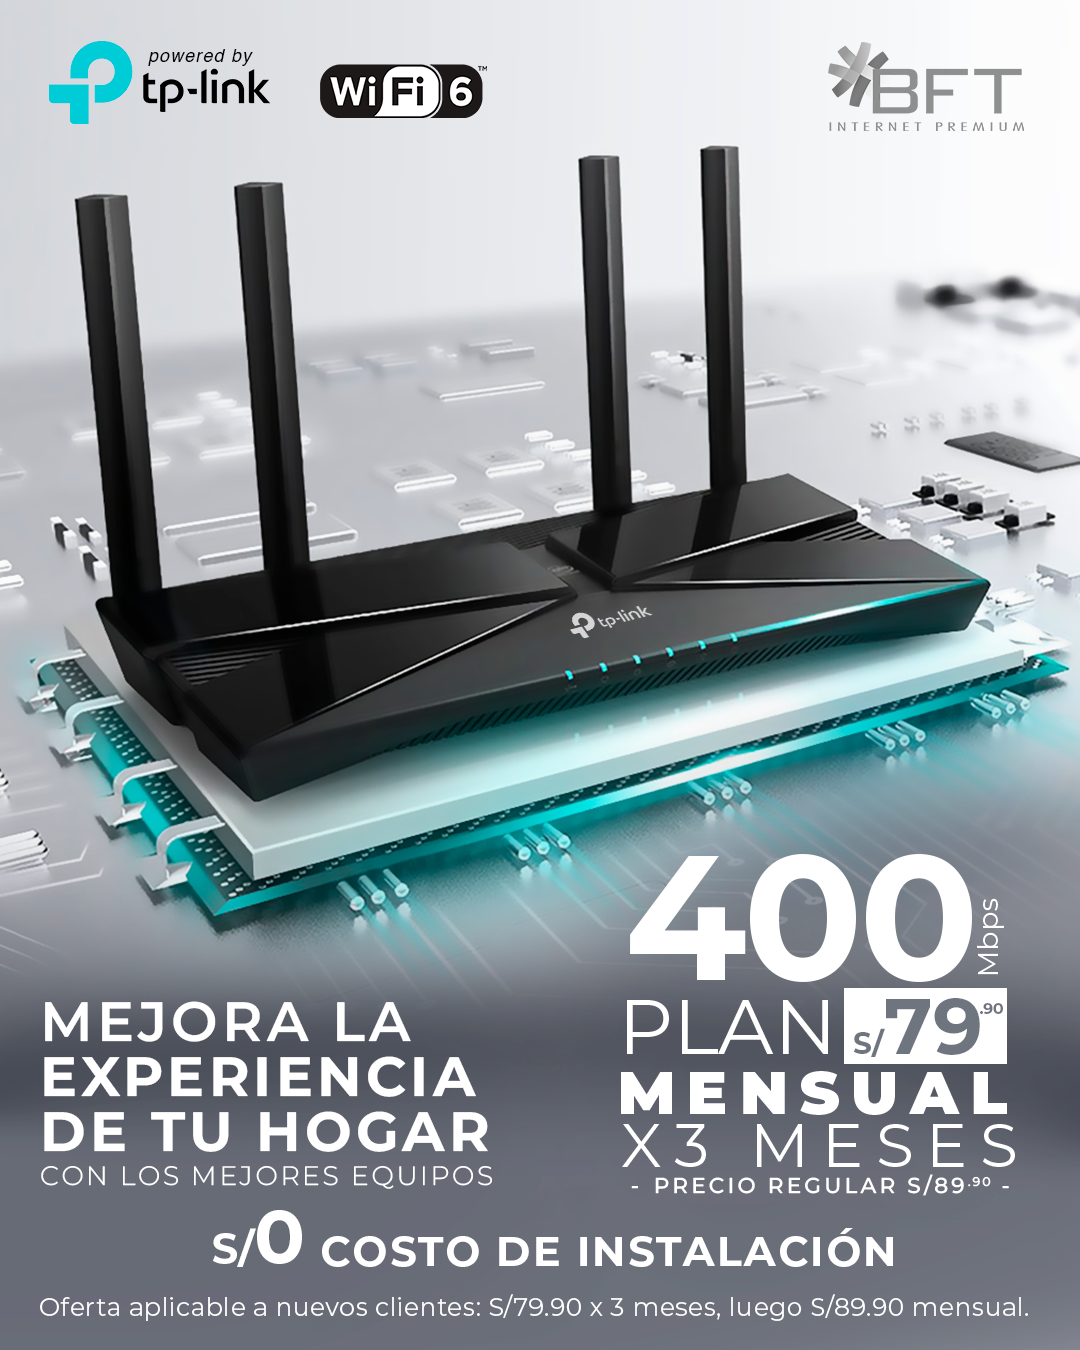 powered by
tp-link
WiFi 6™
BFT
INTERNET PREMIUM
tp-link
400 Mbps
PLAN S/79.90
MENSUAL
X3 MESES
- PRECIO REGULAR S/89.90 -
MEJORA LA
EXPERIENCIA
DE TU HOGAR
CON LOS MEJORES EQUIPOS
S/0 COSTO DE INSTALACIÓN
Oferta aplicable a nuevos clientes: S/79.90 x 3 meses, luego S/89.90 mensual.